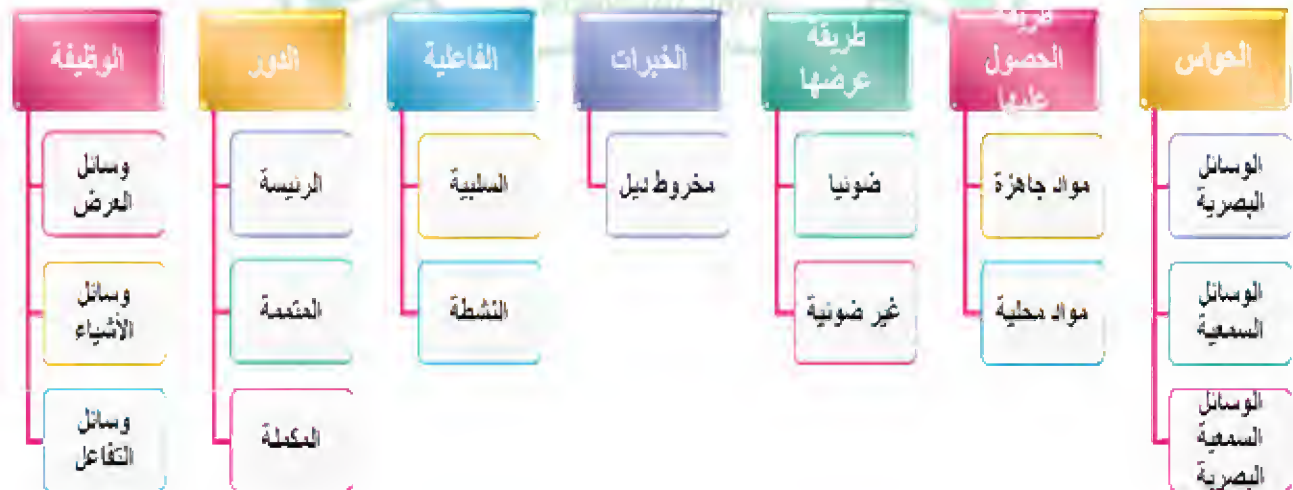 الحواس
الوسائل
البصرية
الوسائل
السمعية
الوسائل
السمعية
البصرية
طريقة
الحصول
عليها
مواد جاهزة
مواد محلية
طريقة
عرضها
ضوئيا
غير ضوئية
الخبرات
مخروط ديل
الفاعلية
السلبية
النشطة
الدور
الرئيسة
المتممة
المكملة
الوظيفة
وسائل
العرض
وسائل
الأشياء
وسائل
التفاعل